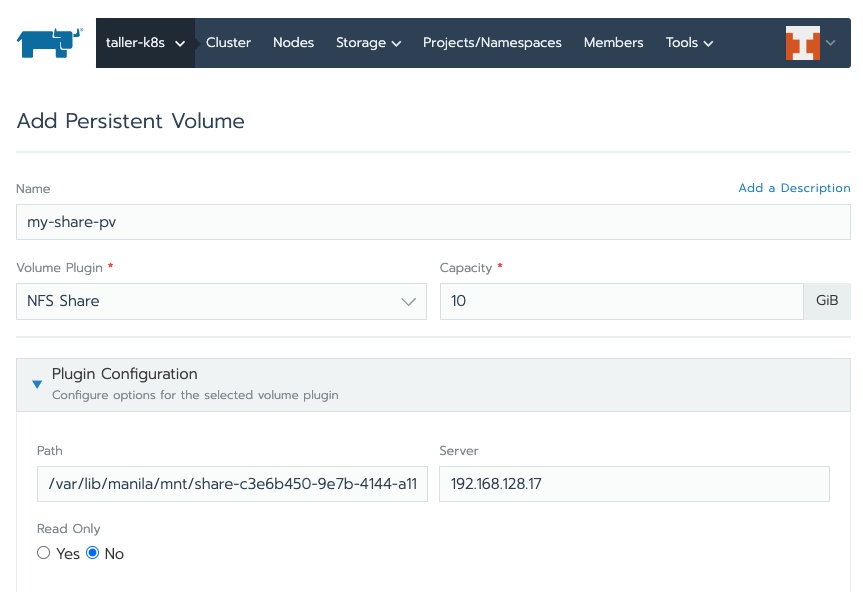 taller-k8s Cluster Nodes Storage Projects/Namespaces Members Tools
Add Persistent Volume
Name Add a Description
my-share-pv
Volume Plugin * Capacity *
NFS Share 10 GiB
Plugin Configuration
Configure options for the selected volume plugin
Path Server
/var/lib/manila/mnt/share-c3e6b450-9e7b-4144-a11 192.168.128.17
Read Only
Yes No